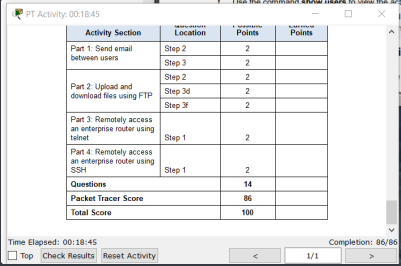 Use the command show users to view the ac
PT Activity: 00:18:45
Activity Section Question Location Possible Points Earned Points
Part 1: Send email between users Step 2 2
Step 3 2
Part 2: Upload and download files using FTP Step 2 2
Step 3d 2
Step 3f 2
Part 3: Remotely access an enterprise router using telnet Step 1 2
Part 4: Remotely access an enterprise router using SSH Step 1 2
Questions 14
Packet Tracer Score 86
Total Score 100
Time Elapsed: 00:18:45 Completion: 86/86
Top Check Results Reset Activity < 1/1 >